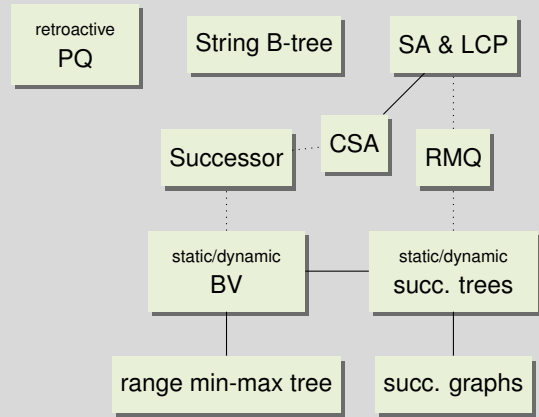 retroactive
PQ
String B-tree
SA & LCP
Successor
CSA
RMQ
static/dynamic
BV
static/dynamic
succ. trees
range min-max tree
succ. graphs